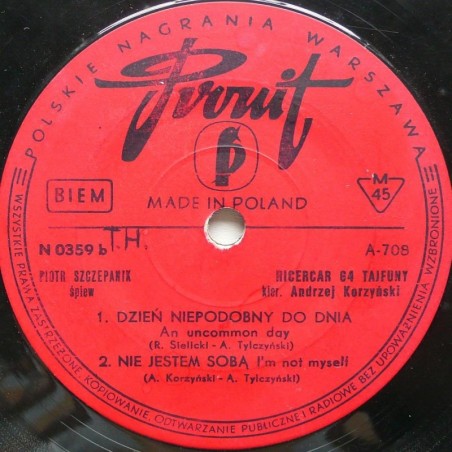 POLSKIE NAGRANIA WARSZAWA
Pronit
P
BIEM
MADE IN POLAND
M
45
N 0359 b
T.H.
A-708
PIOTR SZCZEPANIK
śpiew
RICERCAR 64 TAJFUNY
kier. Andrzej Korzyński
1. DZIEŃ NIEPODOBNY DO DNIA
An uncommon day
(R. Sielicki - A. Tylczyński)
2. NIE JESTEM SOBĄ I'm not myself
(A. Korzyński - A. Tylczyński)
WSZYSTKIE PRAWA ZASTRZEŻONE. KOPIOWANIE, ODTWARZANIE PUBLICZNE I RADIOWE BEZ UPOWAŻNIENIA WZBRONIONE